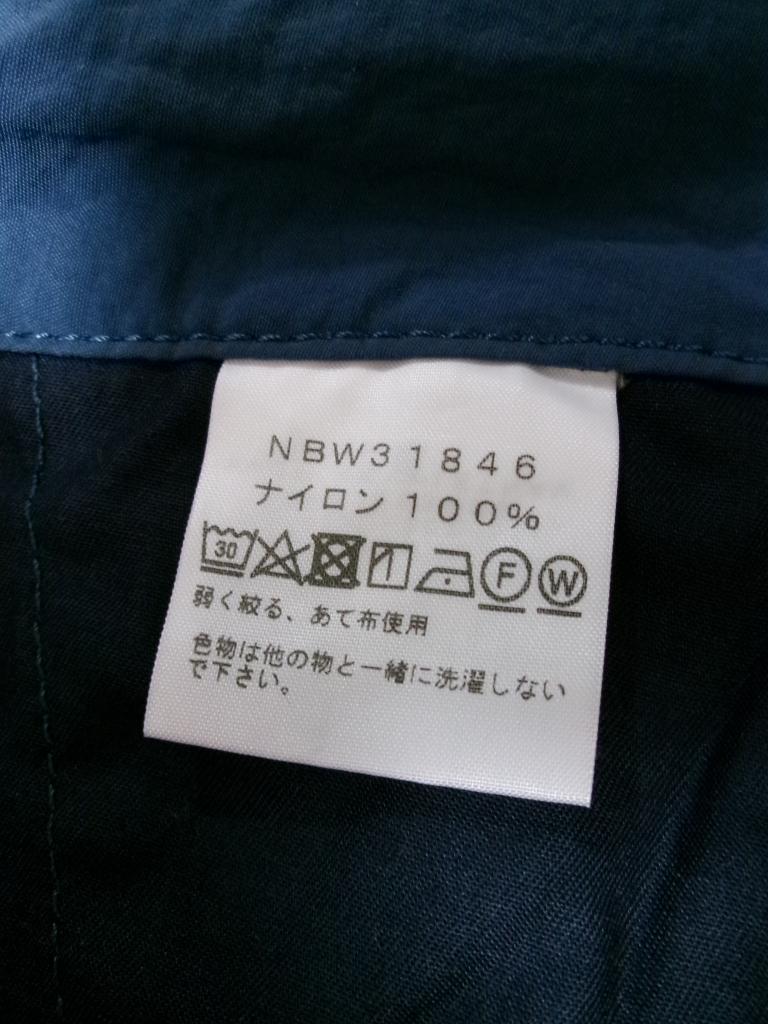 NBW31846
ナイロン100%
30 F W
弱く絞る、あて布使用
色物は他の物と一緒に洗濯しない
で下さい。